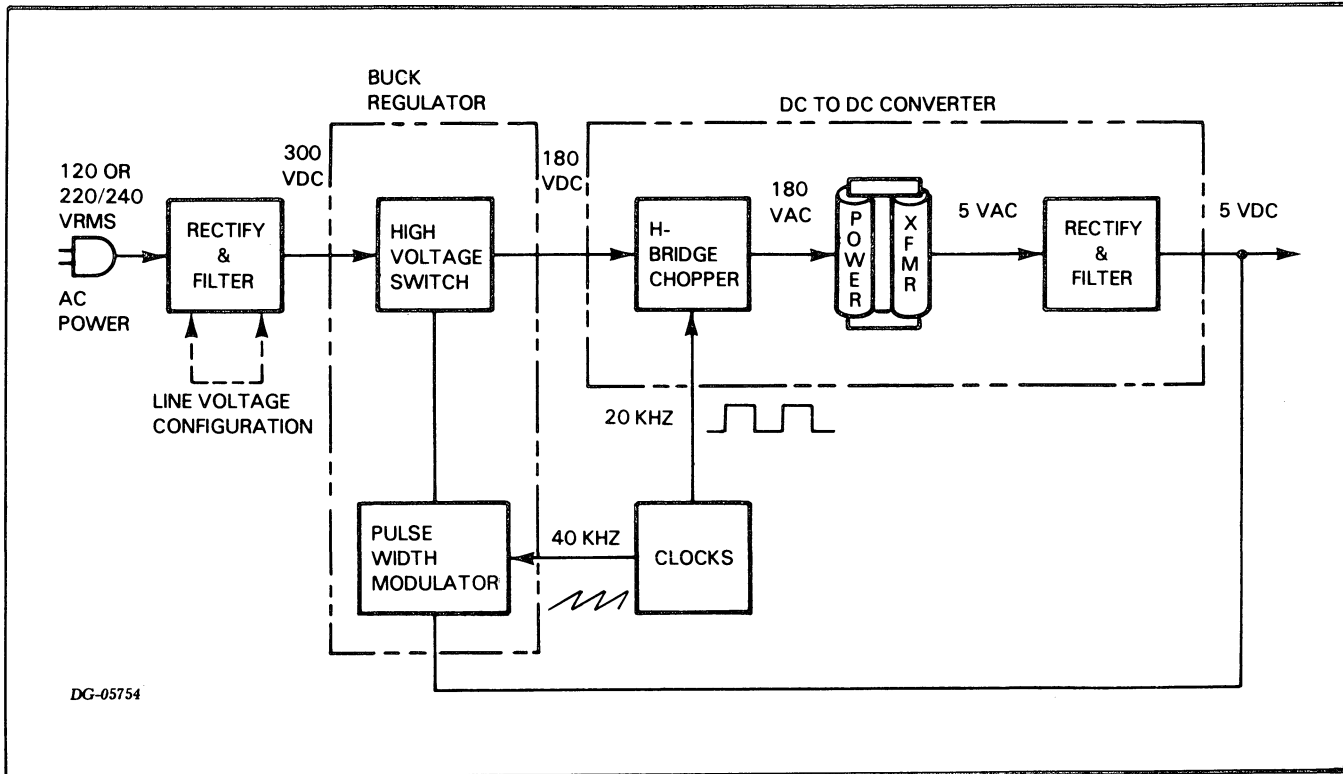 BUCK
REGULATOR
DC TO DC CONVERTER
120 OR
220/240
VRMS
AC
POWER
RECTIFY
&
FILTER
LINE VOLTAGE
CONFIGURATION
300
VDC
HIGH
VOLTAGE
SWITCH
180
VDC
H-
BRIDGE
CHOPPER
180
VAC
POWER
XFMR
5 VAC
RECTIFY
&
FILTER
5 VDC
20 KHZ
PULSE
WIDTH
MODULATOR
40 KHZ
CLOCKS
DG-05754